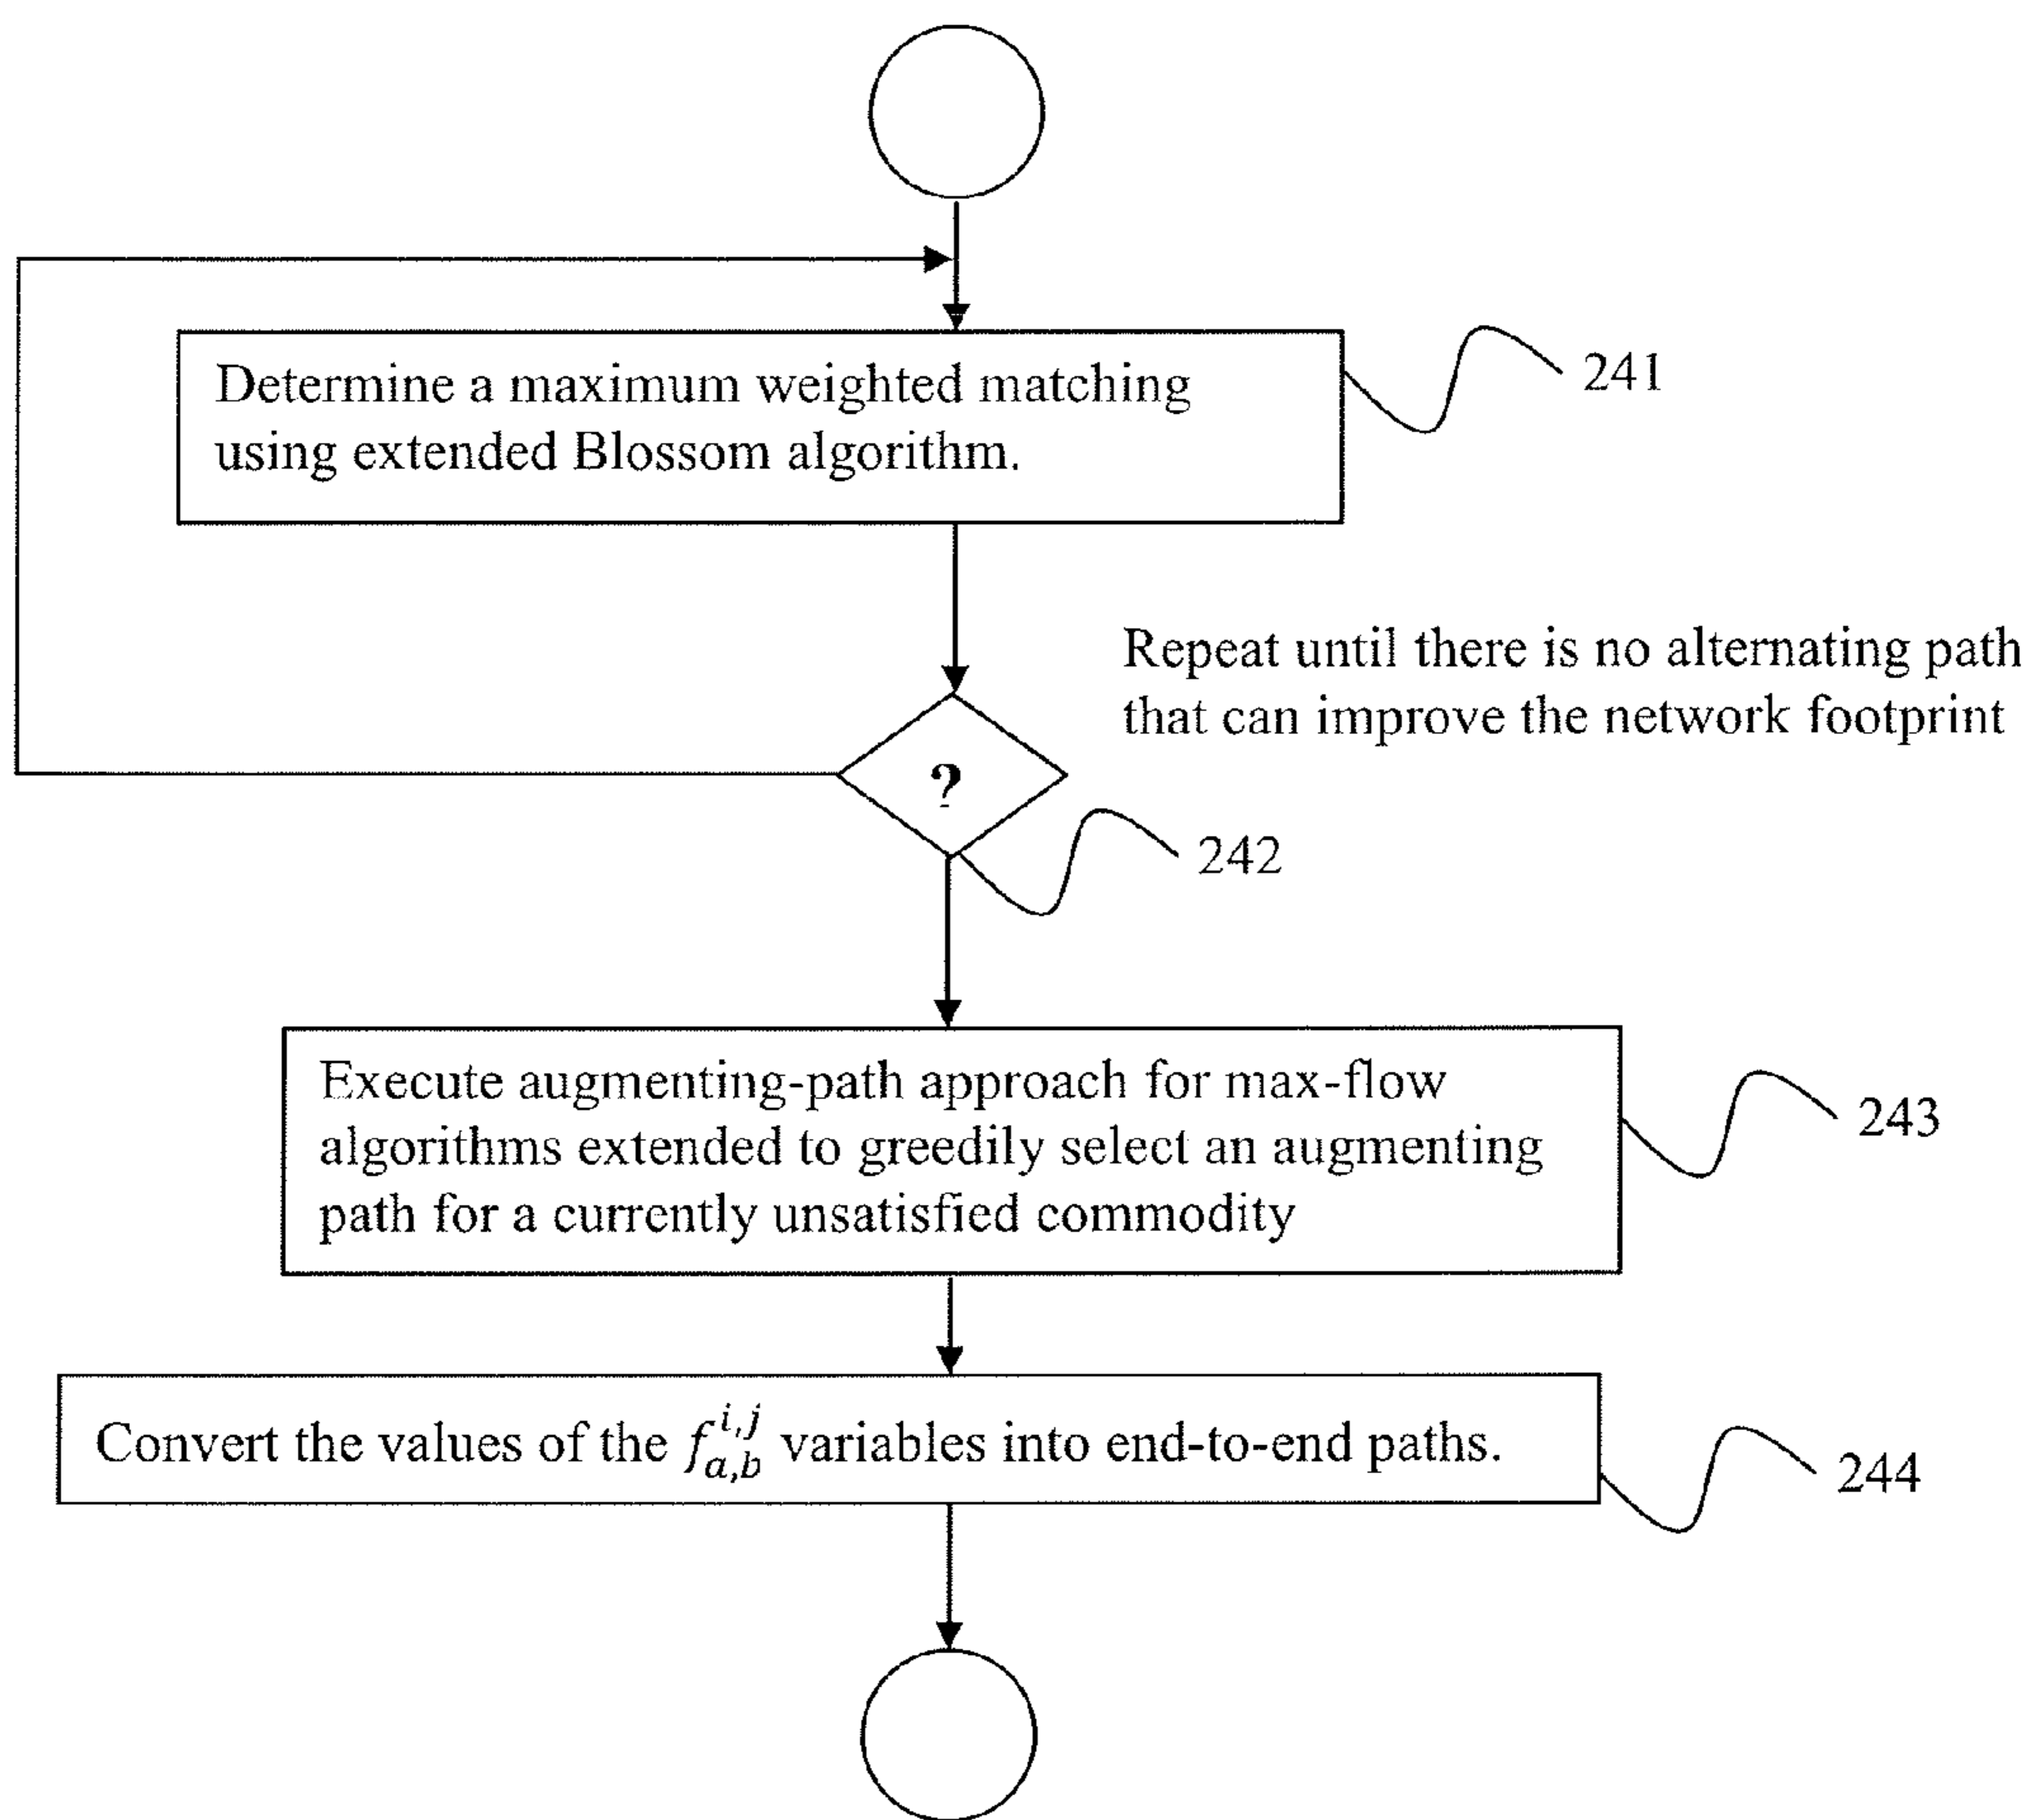 Determine a maximum weighted matching
using extended Blossom algorithm.
241
Repeat until there is no alternating path
that can improve the network footprint
?
242
Execute augmenting-path approach for max-flow
algorithms extended to greedily select an augmenting
path for a currently unsatisfied commodity
243
Convert the values of the $f_{a,b}^{i,j}$ variables into end-to-end paths.
244